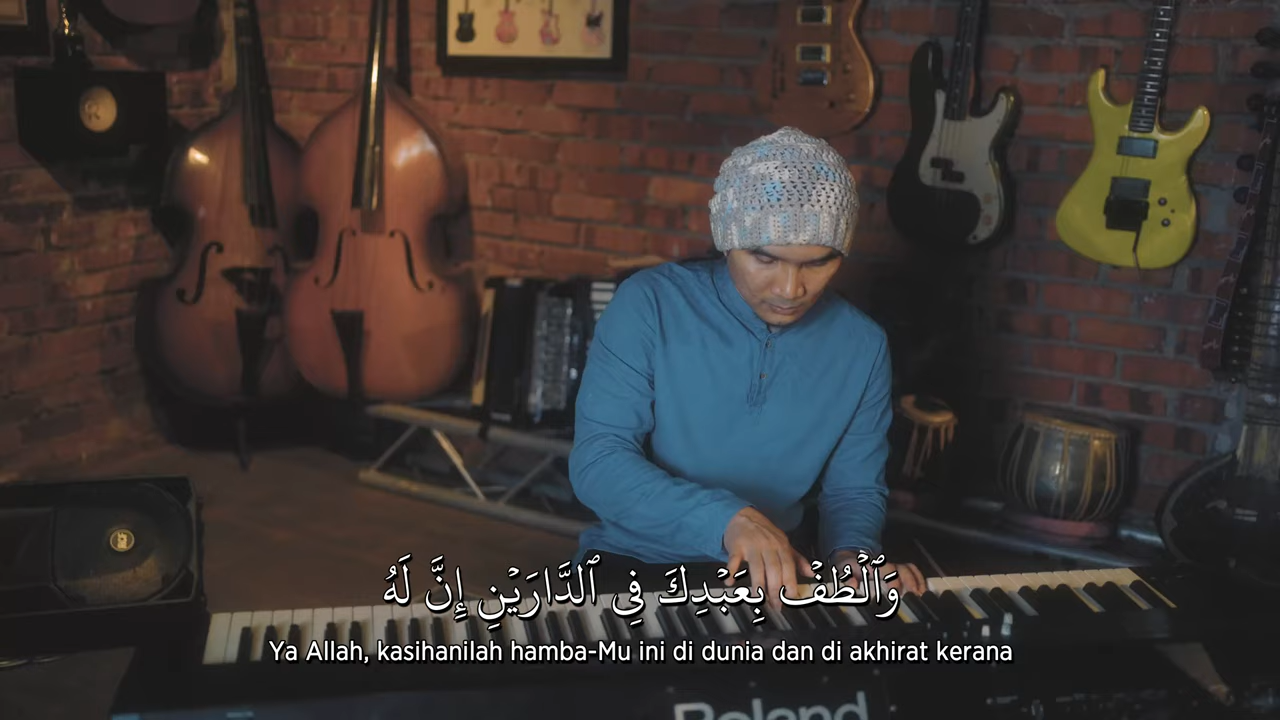 وَٱلْطُفْ بِعَبْدِكَ فِى ٱلدَّارَيْنِ إِنَّ لَهُ
Ya Allah, kasihanilah hamba-Mu ini di dunia dan di akhirat kerana
Roland